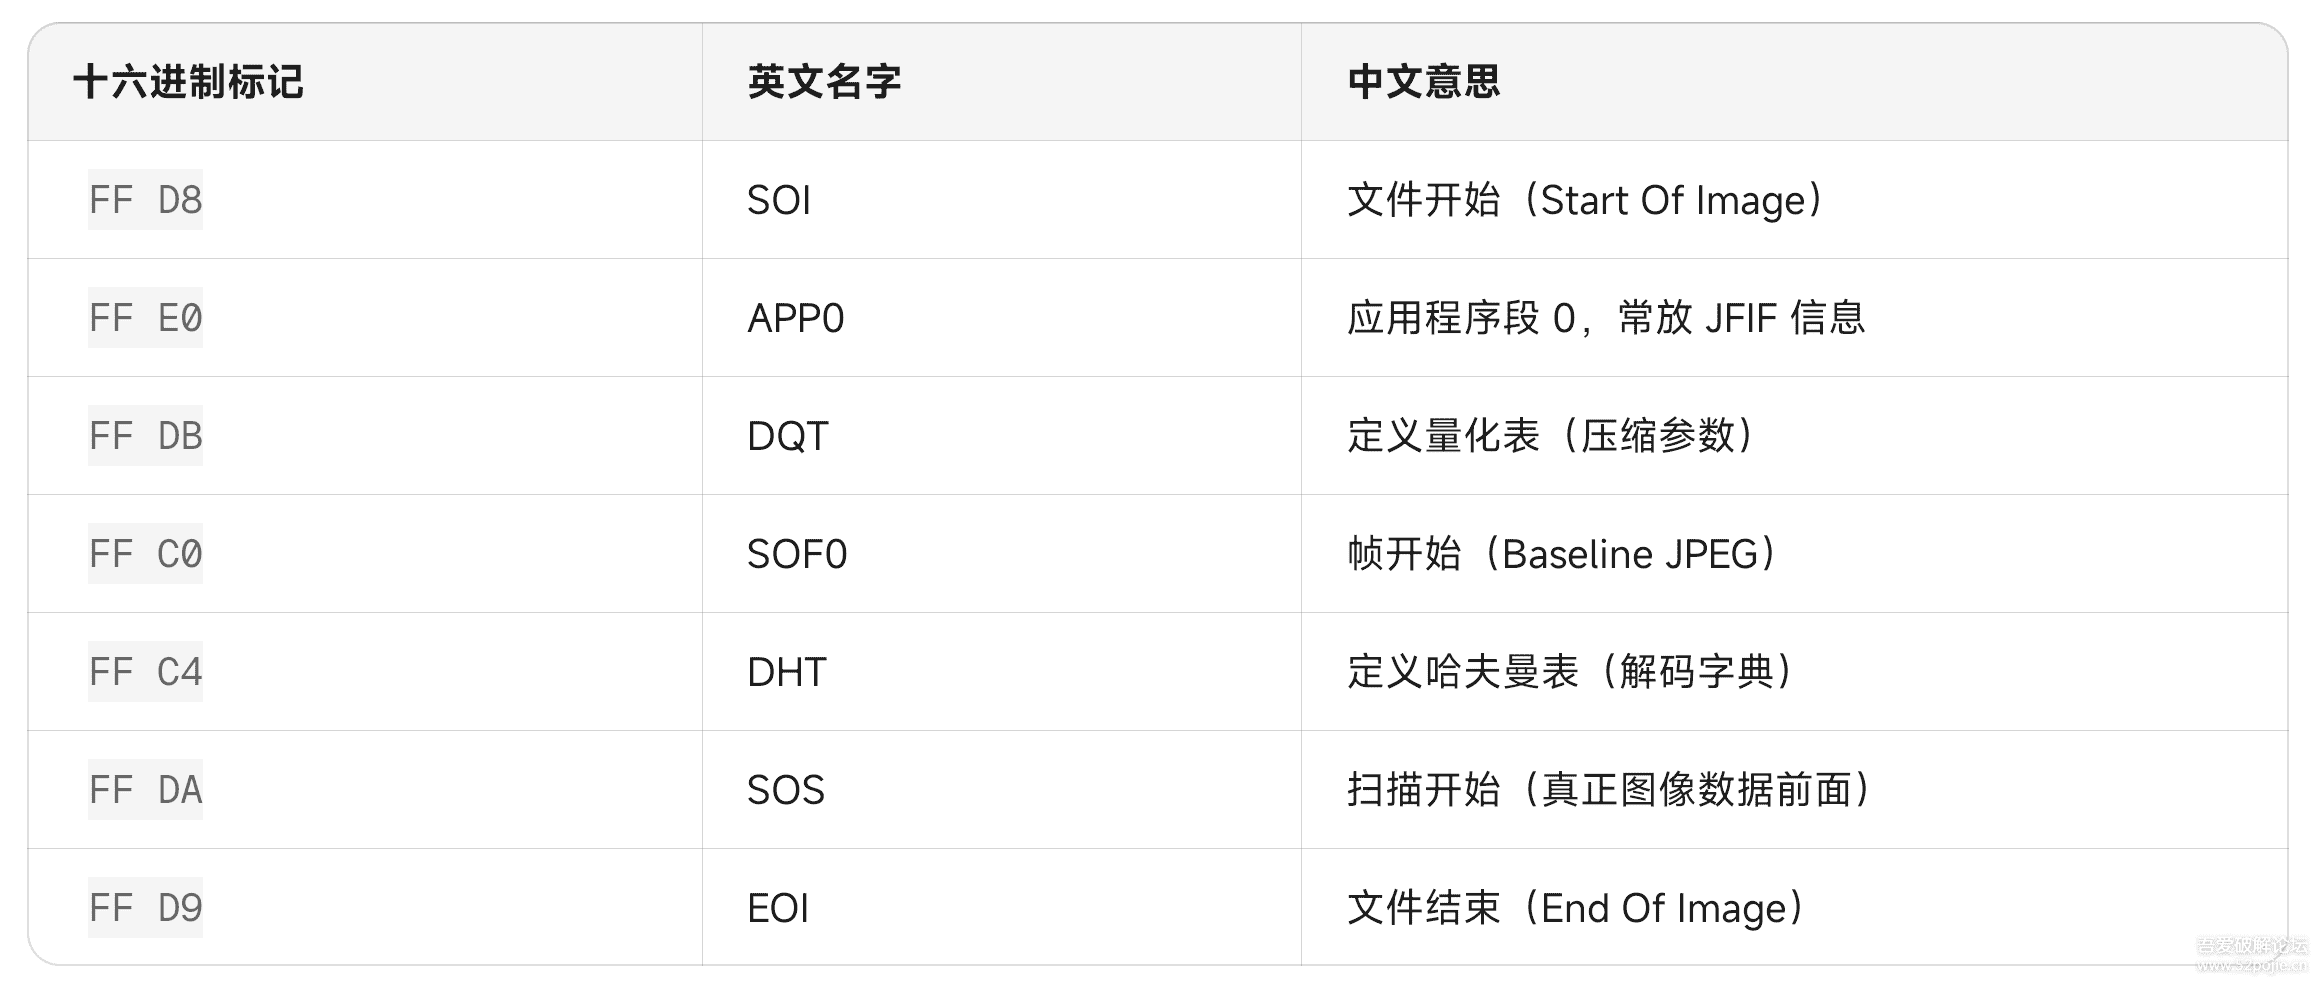 十六进制标记 英文名字 中文意思
FF D8 SOI 文件开始（Start Of Image）
FF E0 APP0 应用程序段 0，常放 JFIF 信息
FF DB DQT 定义量化表（压缩参数）
FF C0 SOF0 帧开始（Baseline JPEG）
FF C4 DHT 定义哈夫曼表（解码字典）
FF DA SOS 扫描开始（真正图像数据前面）
FF D9 EOI 文件结束（End Of Image）
吾爱破解论坛
www.52pojie.cn